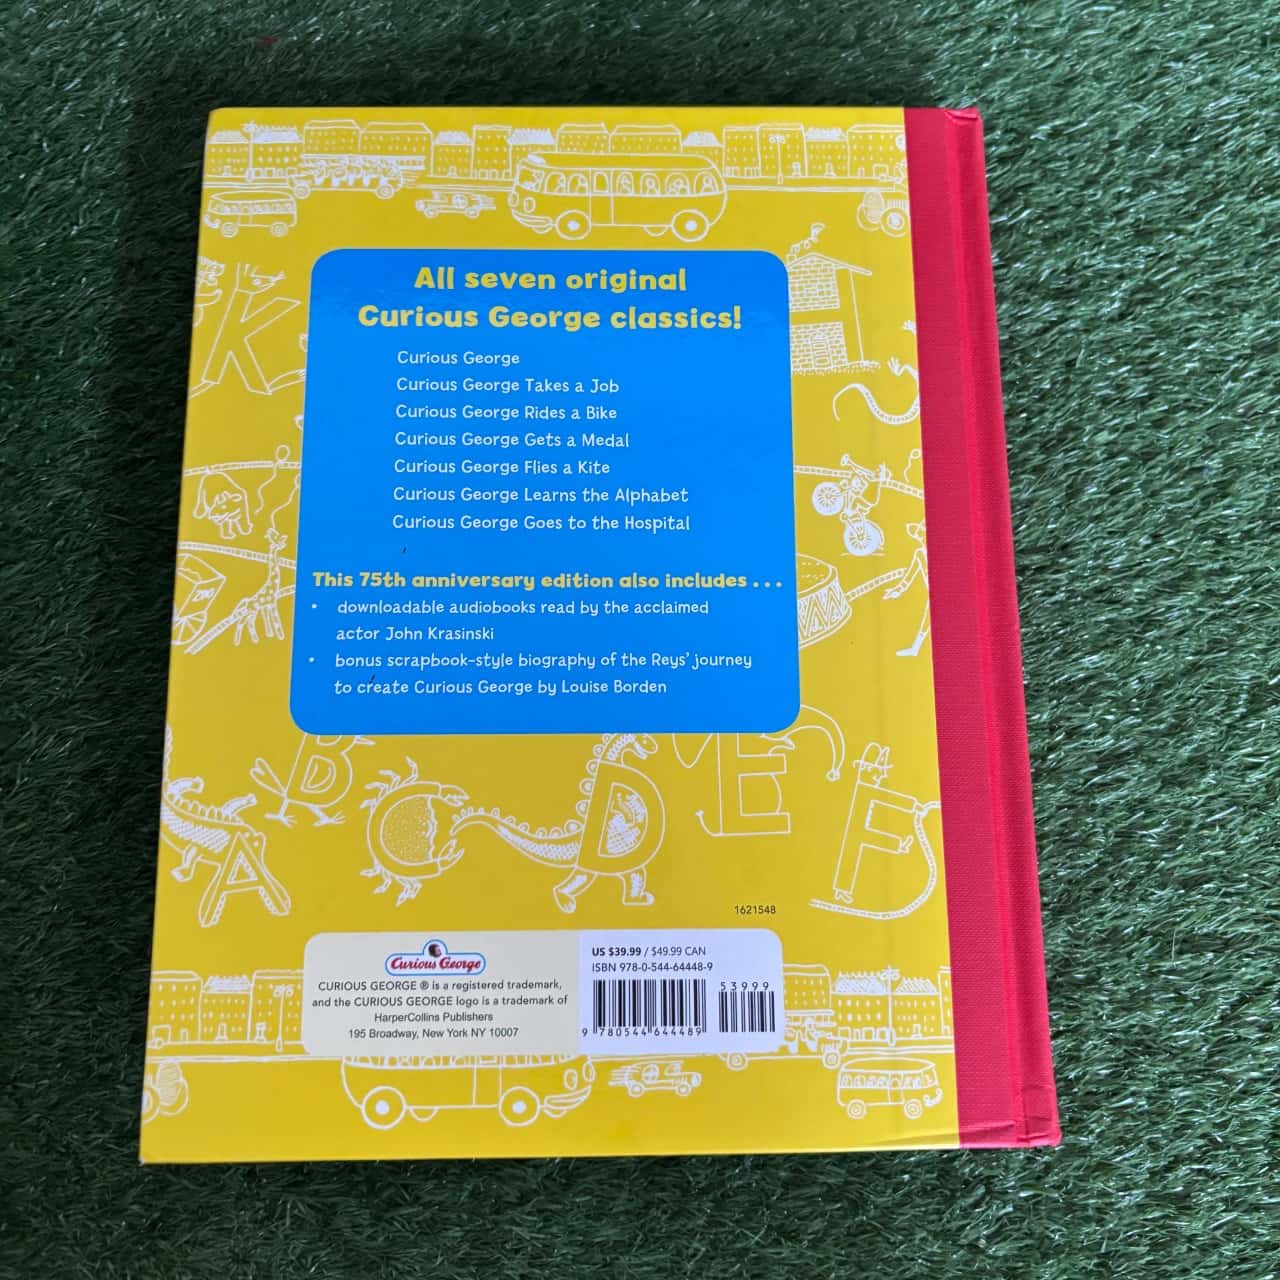 All seven original
Curious George classics!
Curious George
Curious George Takes a Job
Curious George Rides a Bike
Curious George Gets a Medal
Curious George Flies a Kite
Curious George Learns the Alphabet
Curious George Goes to the Hospital
This 75th anniversary edition also includes . . .
• downloadable audiobooks read by the acclaimed
actor John Krasinski
• bonus scrapbook-style biography of the Reys' journey
to create Curious George by Louise Borden
K
ZOO
A
B
C
D
E
F
1621548
Curious George
CURIOUS GEORGE ® is a registered trademark,
and the CURIOUS GEORGE logo is a trademark of
HarperCollins Publishers
195 Broadway, New York NY 10007
US $39.99 / $49.99 CAN
ISBN 978-0-544-64448-9
53999
9 780544 644489